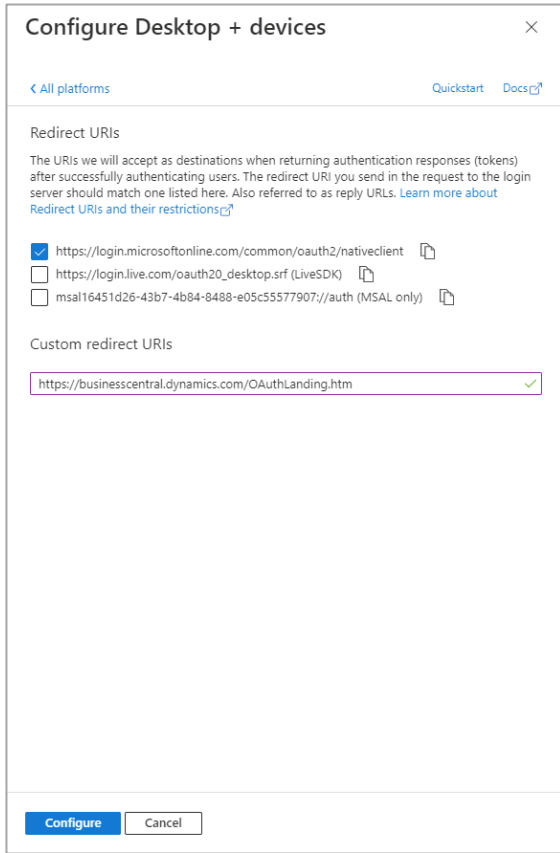 Configure Desktop + devices
All platforms
Quickstart
Docs
Redirect URIs
The URIs we will accept as destinations when returning authentication responses (tokens)
after successfully authenticating users. The redirect URI you send in the request to the login
server should match one listed here. Also referred to as reply URLs. Learn more about
Redirect URIs and their restrictions
https://login.microsoftonline.com/common/oauth2/nativeclient
https://login.live.com/oauth20_desktop.srf (LiveSDK)
msal16451d26-43b7-4b84-8488-e05c55577907://auth (MSAL only)
Custom redirect URIs
https://businesscentral.dynamics.com/OAuthLanding.htm
Configure
Cancel